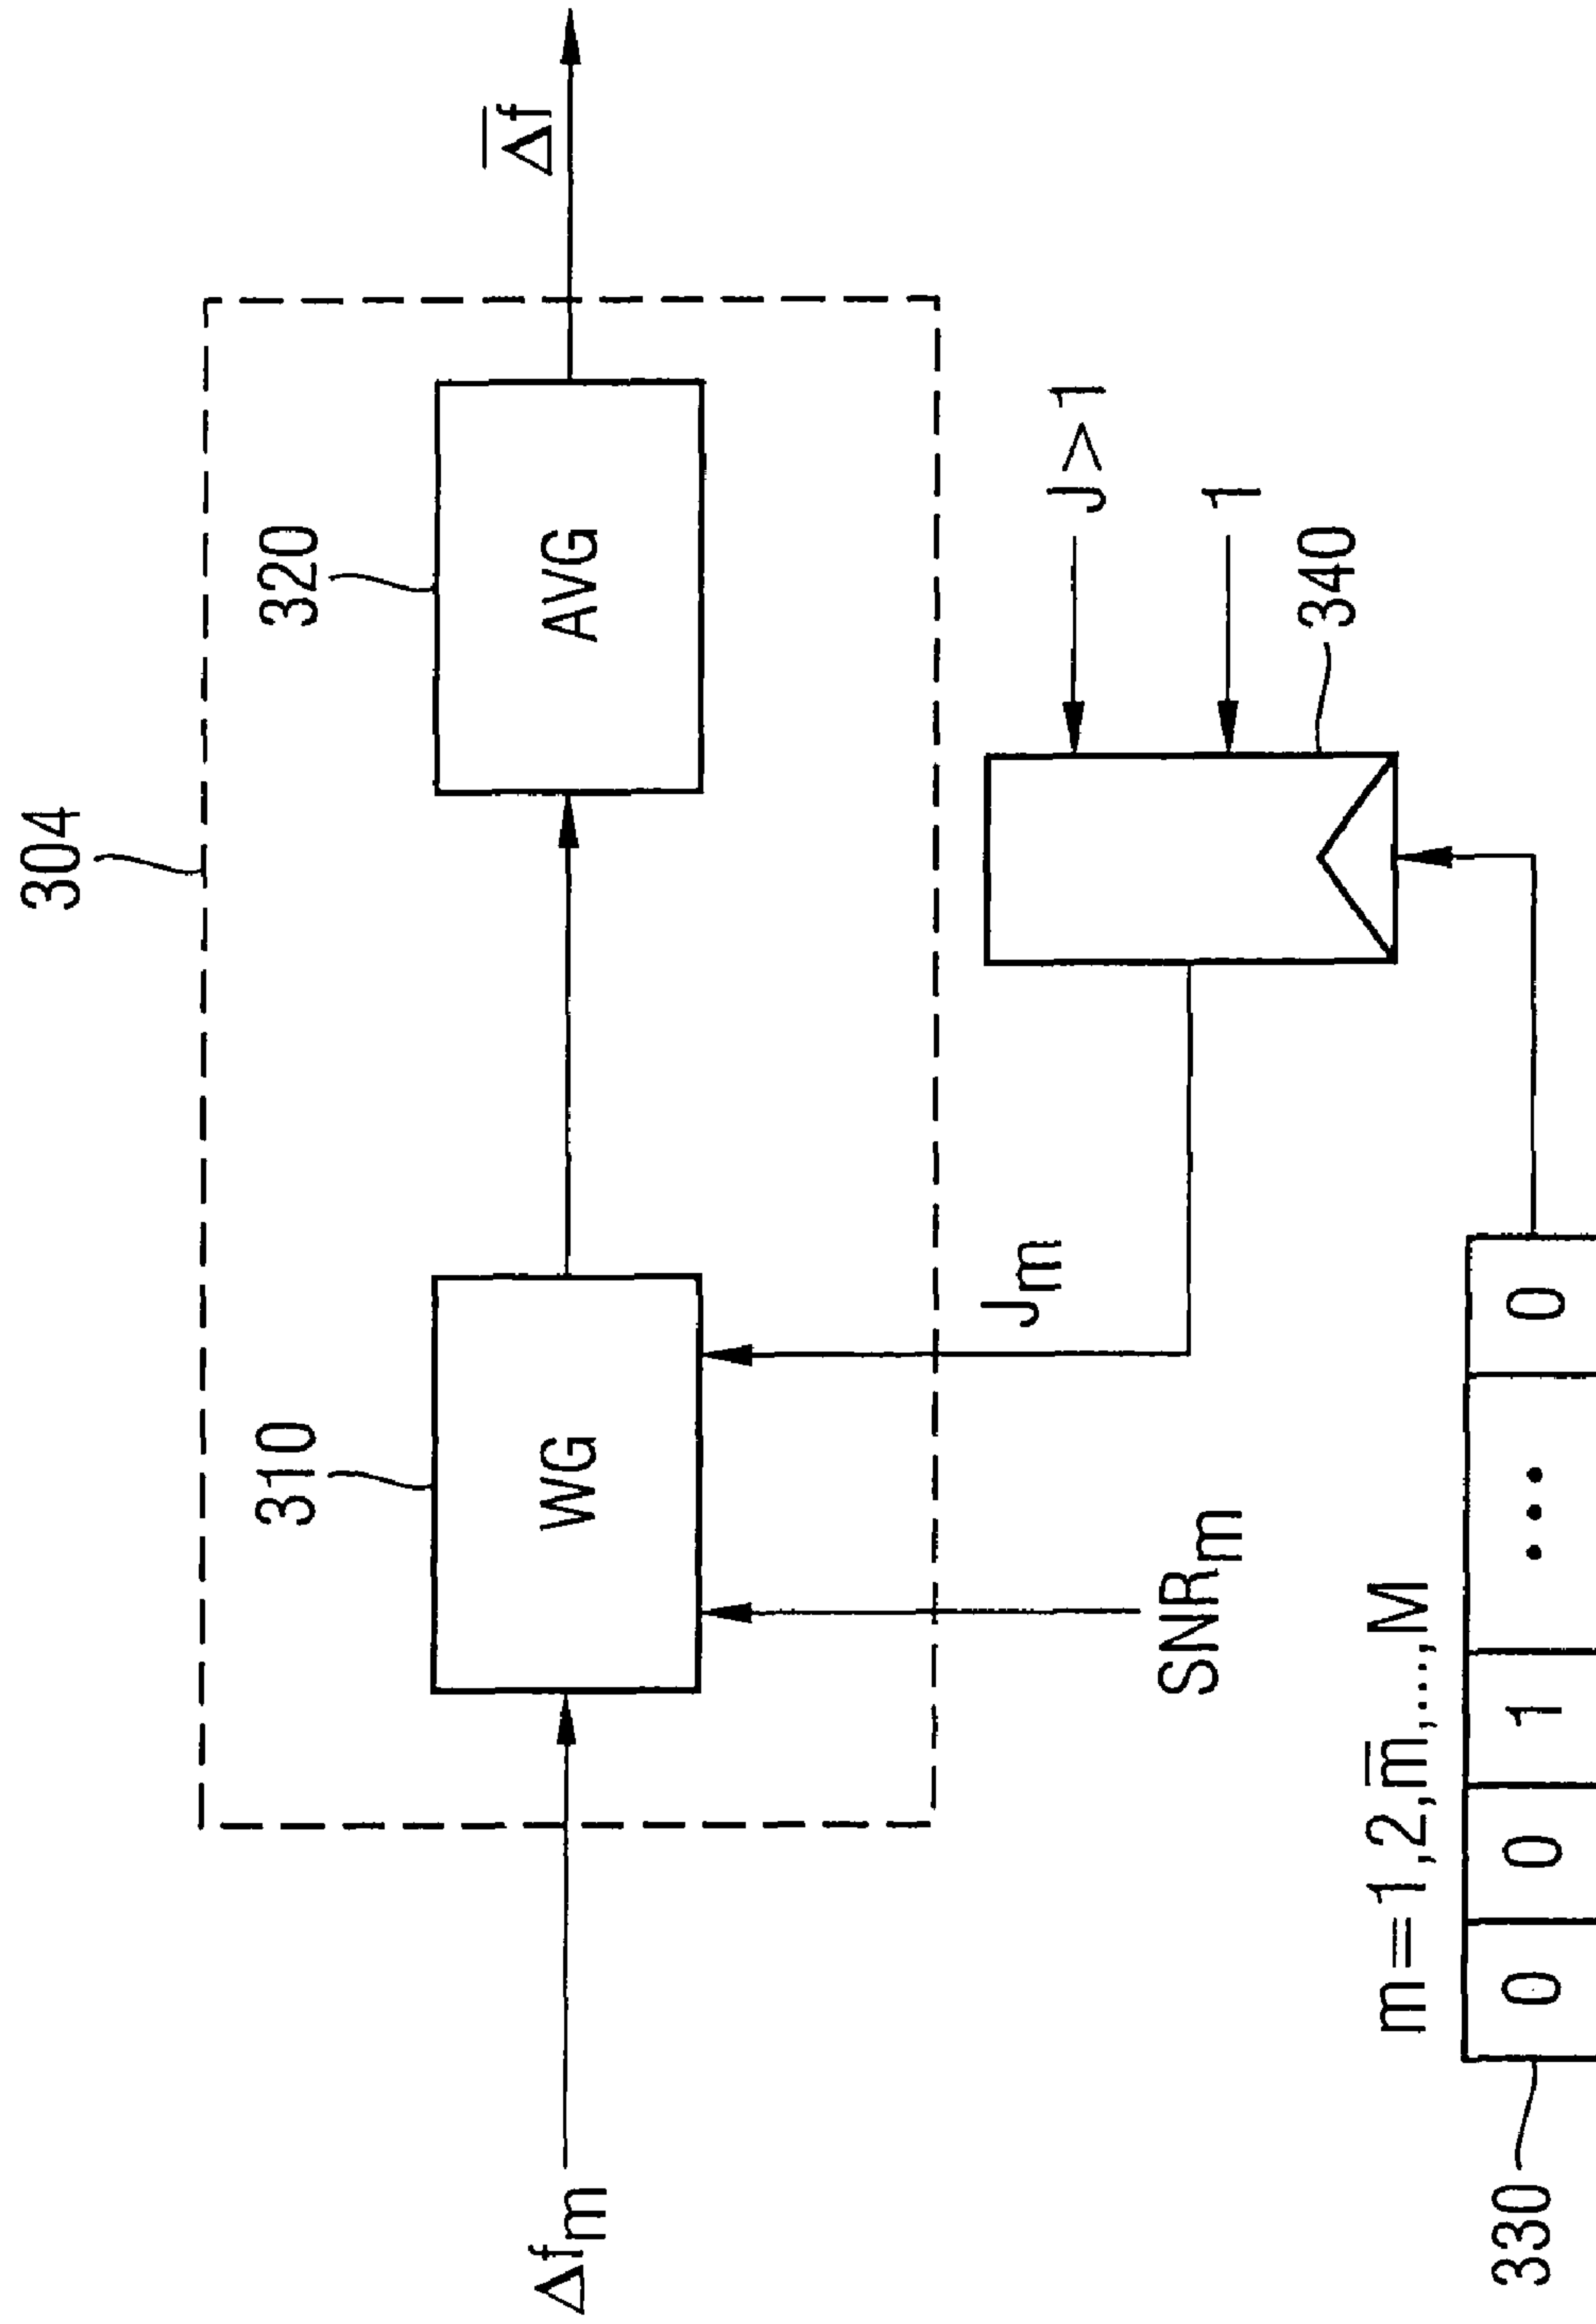 304
310
320
WG
AVG
Δf̅
Δfₘ
SNRₘ
Jₘ
J>1
1
340
m=1,2,m̅,...,M
330
0
0
1
...
0